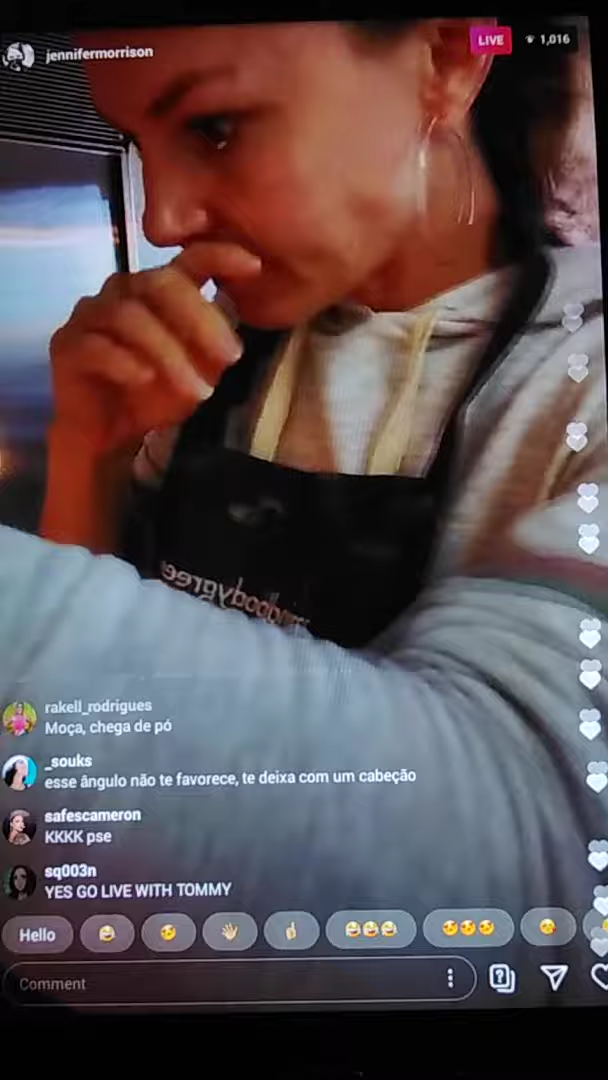 jennifermorrison
LIVE 1,016
mindbodygree
rakell_rodrigues
Moça, chega de pó
_souks
esse ângulo não te favorece, te deixa com um cabeção
safescameron
KKKK pse
sq003n
YES GO LIVE WITH TOMMY
Hello
Comment